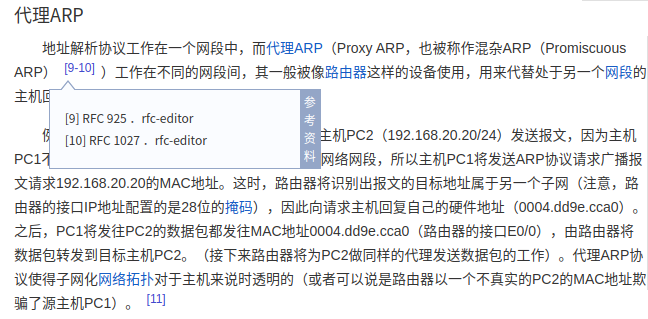 代理ARP
地址解析协议工作在一个网段中，而代理ARP（Proxy ARP，也被称作混杂ARP（Promiscuous
ARP） [9-10] ）工作在不同的网段间，其一般被像路由器这样的设备使用，用来代替处于另一个网段的
主机回
[9] RFC 925 ．rfc-editor
[10] RFC 1027 ．rfc-editor
参考资料
主机PC2（192.168.20.20/24）发送报文，因为主机
PC1不
网络网段，所以主机PC1将发送ARP协议请求广播报
文请求192.168.20.20的MAC地址。这时，路由器将识别出报文的目标地址属于另一个子网（注意，路
由器的接口IP地址配置的是28位的掩码），因此向请求主机回复自己的硬件地址（0004.dd9e.cca0）。
之后，PC1将发往PC2的数据包都发往MAC地址0004.dd9e.cca0（路由器的接口E0/0），由路由器将
数据包转发到目标主机PC2。（接下来路由器将为PC2做同样的代理发送数据包的工作）。代理ARP协
议使得子网化网络拓扑对于主机来说时透明的（或者可以说是路由器以一个不真实的PC2的MAC地址欺
骗了源主机PC1）。 [11]